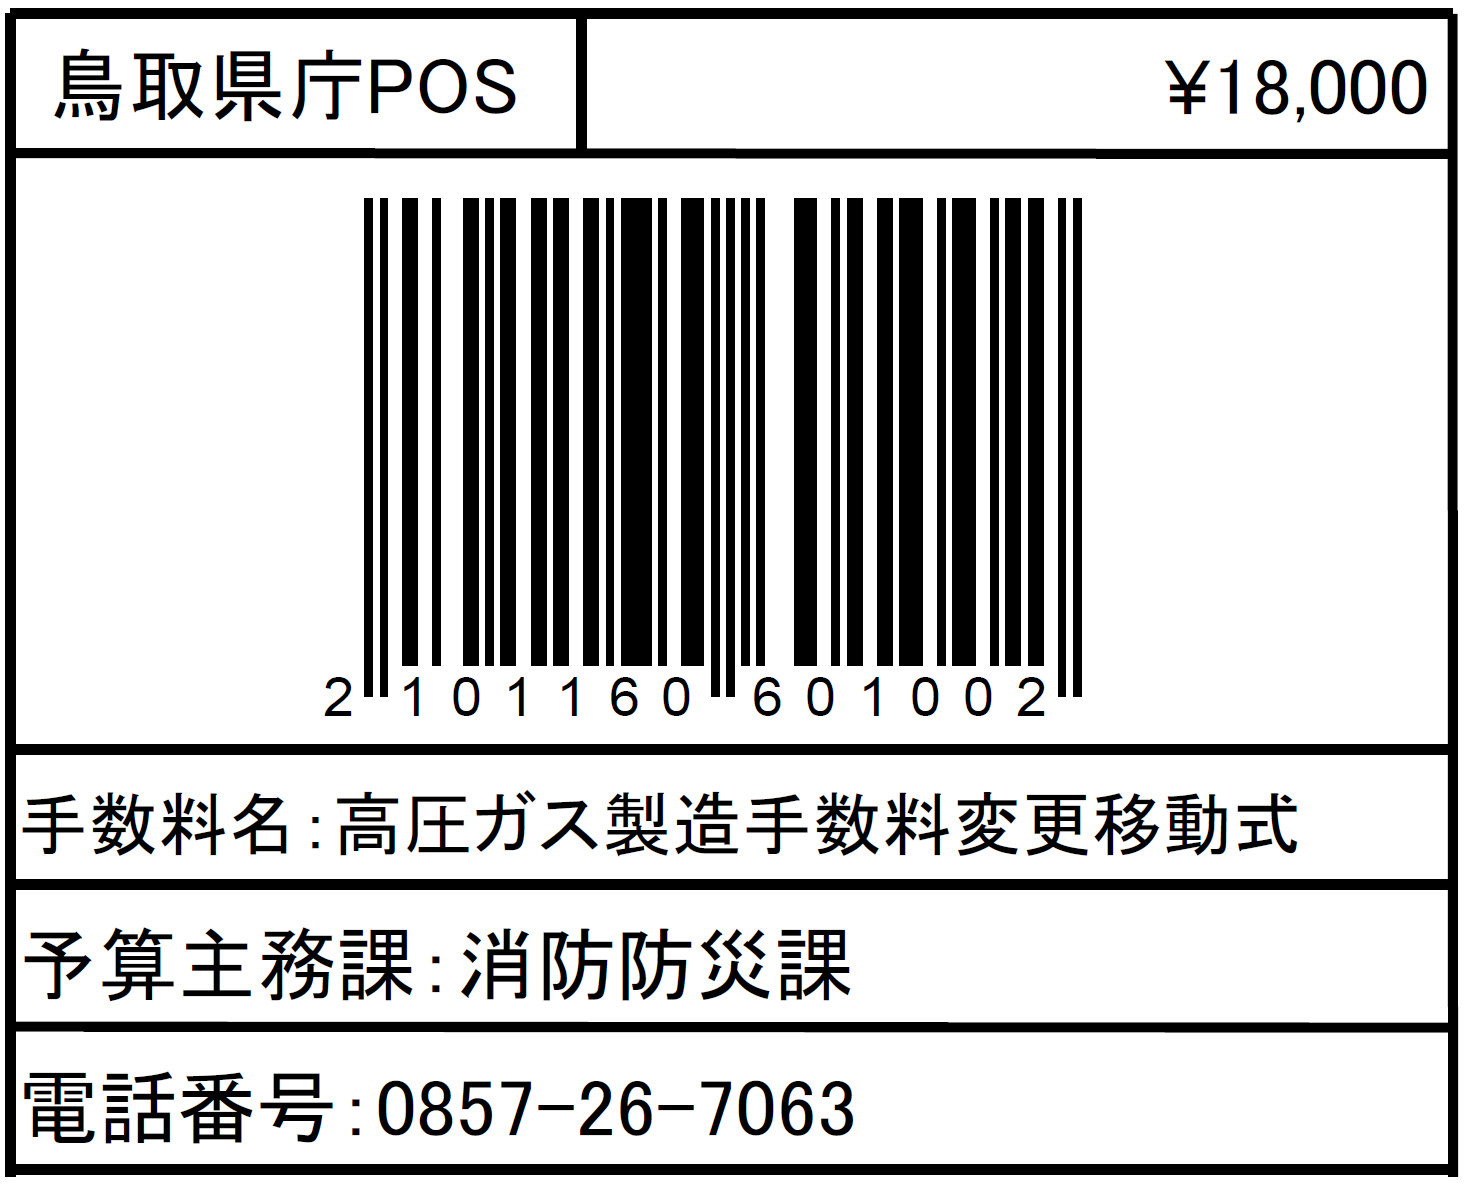 鳥取県庁POS
¥18,000
2 101160 601002
手数料名:高圧ガス製造手数料変更移動式
予算主務課:消防防災課
電話番号:0857-26-7063